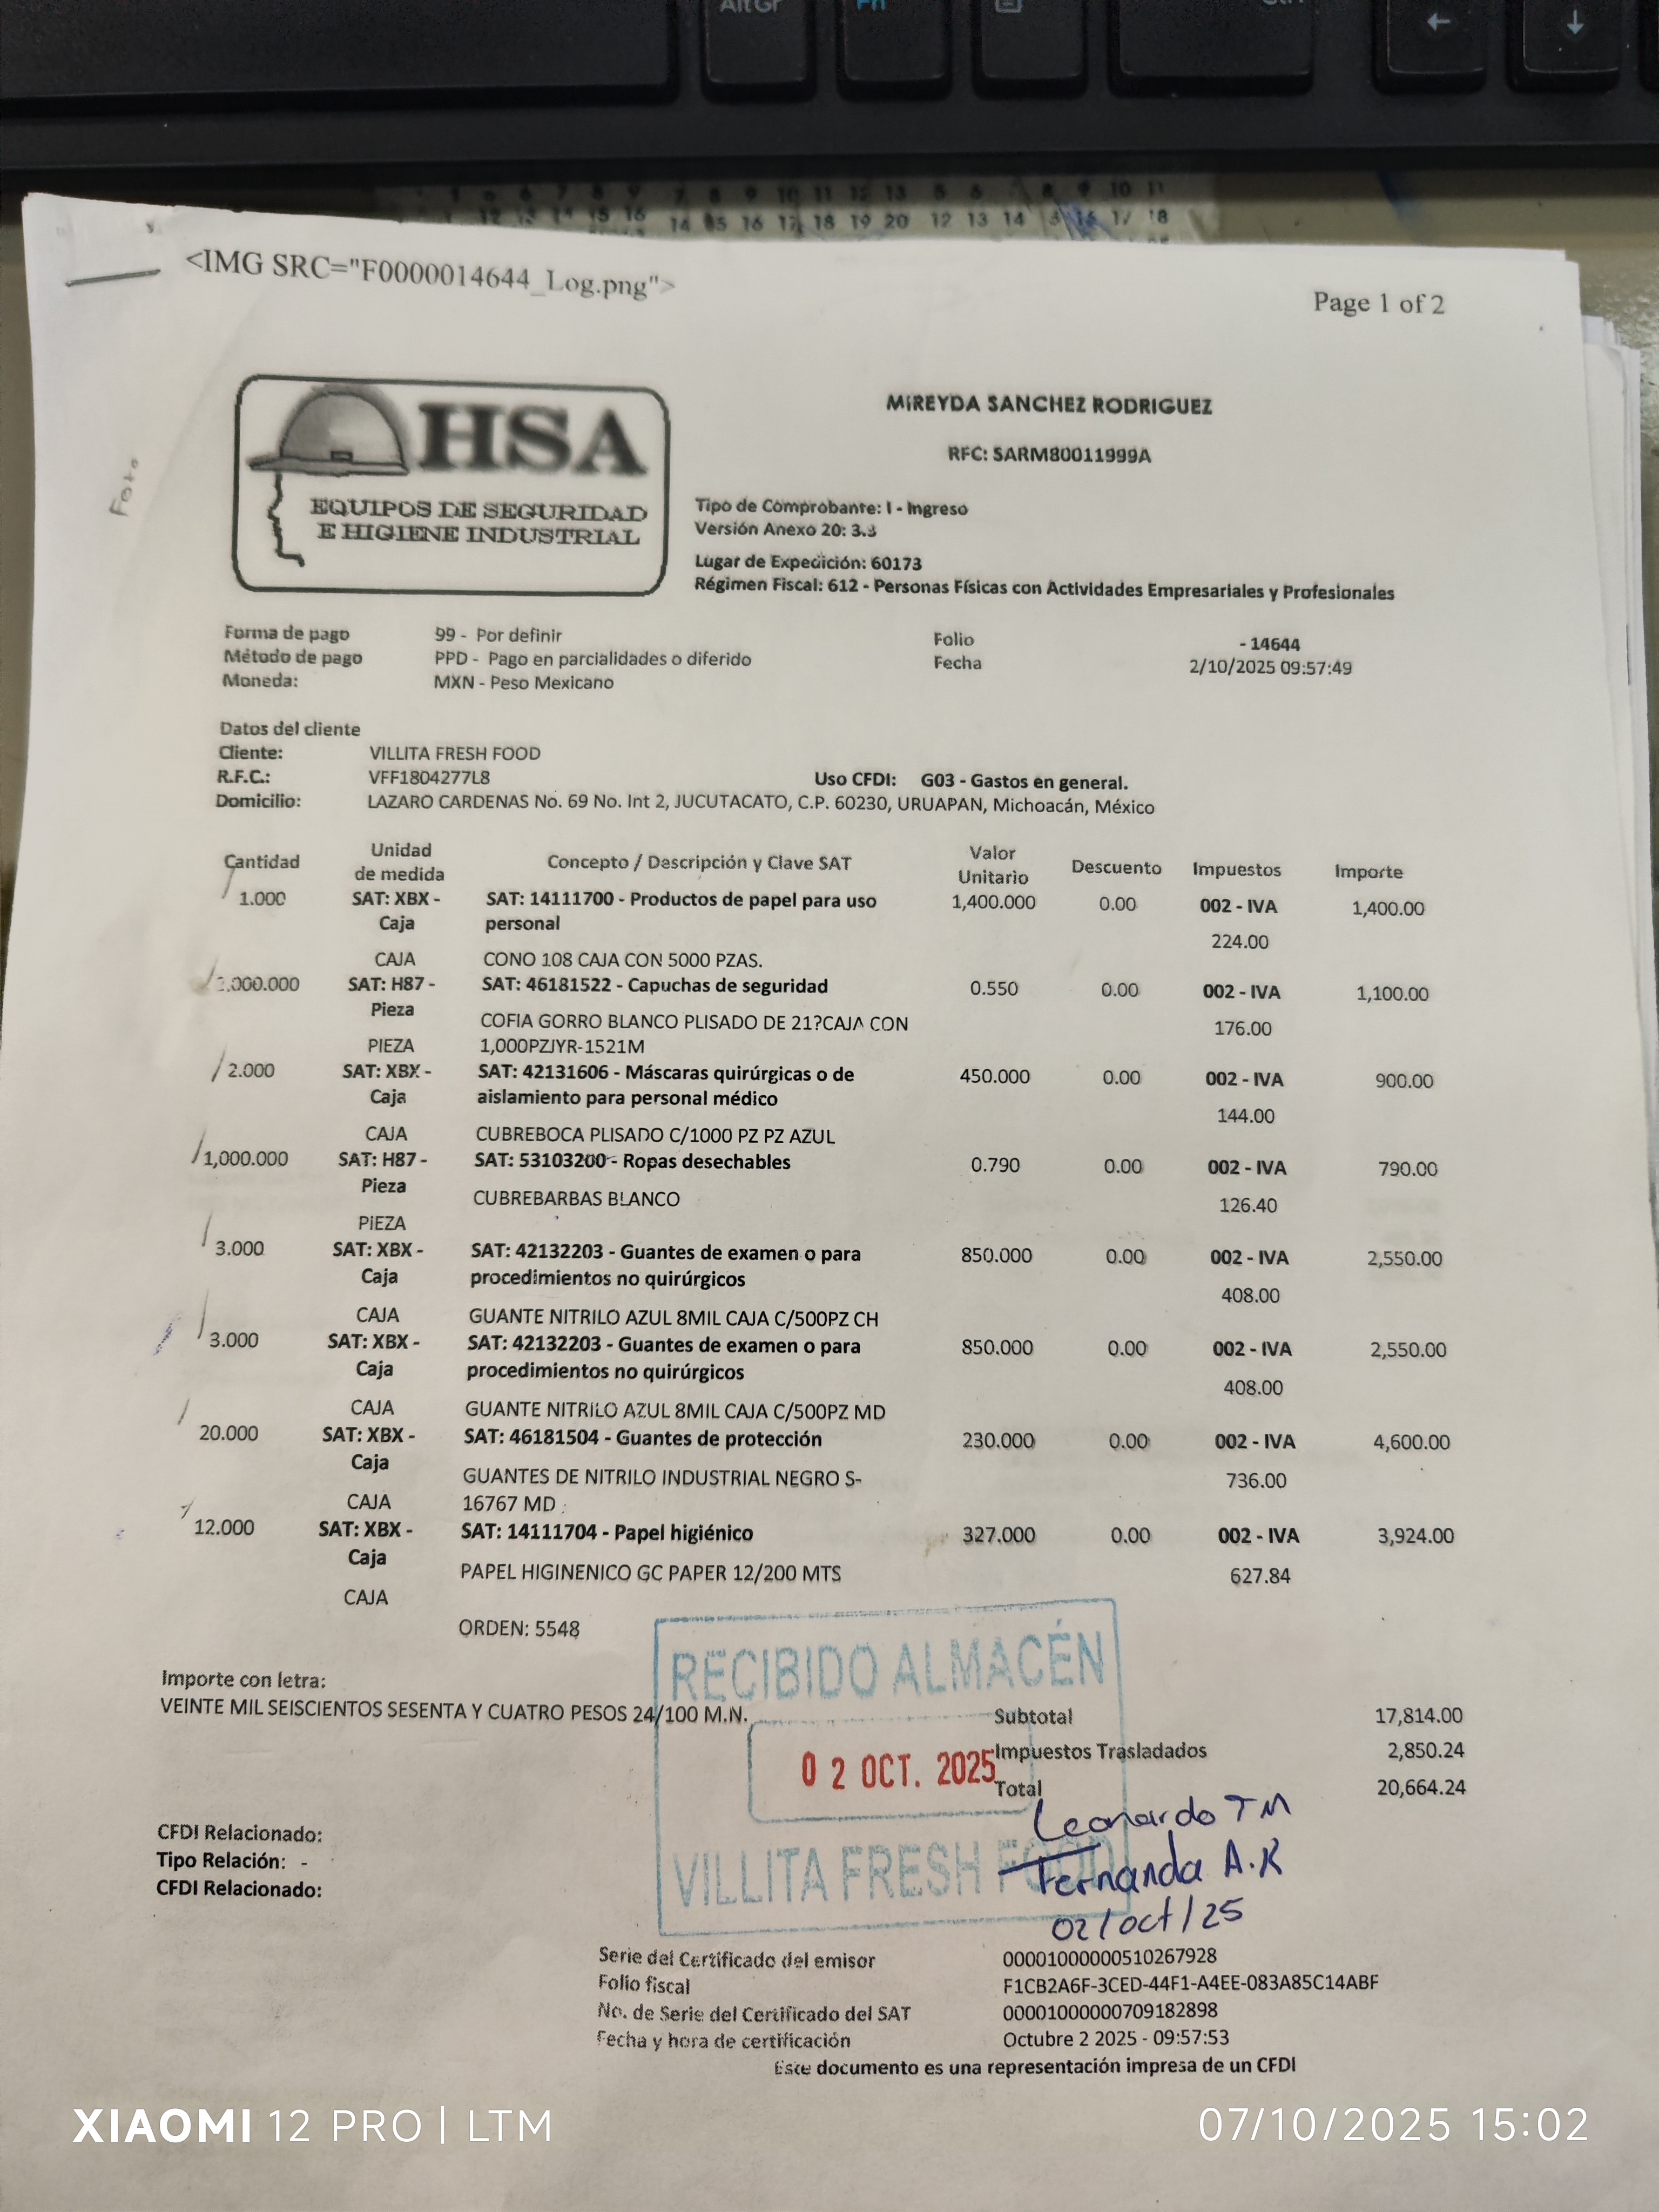 AltGr
Fn
<IMG SRC="F0000014644_Log.png">
Page 1 of 2
Foto
HSA
EQUIPOS DE SEGURIDAD
E HIGIENE INDUSTRIAL
MIREYDA SANCHEZ RODRIGUEZ
RFC: SARM80011999A
Tipo de Comprobante: I - Ingreso
Versión Anexo 20: 3.3
Lugar de Expedición: 60173
Régimen Fiscal: 612 - Personas Físicas con Actividades Empresariales y Profesionales
Forma de pago 99 - Por definir Folio - 14644
Método de pago PPD - Pago en parcialidades o diferido Fecha 2/10/2025 09:57:49
Moneda: MXN - Peso Mexicano
Datos del cliente
Cliente: VILLITA FRESH FOOD
R.F.C.: VFF1804277L8 Uso CFDI: G03 - Gastos en general.
Domicilio: LAZARO CARDENAS No. 69 No. Int 2, JUCUTACATO, C.P. 60230, URUAPAN, Michoacán, México
Cantidad Unidad de medida Concepto / Descripción y Clave SAT Valor Unitario Descuento Impuestos Importe
1.000 SAT: XBX - SAT: 14111700 - Productos de papel para uso 1,400.000 0.00 002 - IVA 1,400.00
Caja personal 224.00
CAJA CONO 108 CAJA CON 5000 PZAS.
.000.000 SAT: H87 - SAT: 46181522 - Capuchas de seguridad 0.550 0.00 002 - IVA 1,100.00
Pieza COFIA GORRO BLANCO PLISADO DE 21?CAJA CON 176.00
PIEZA 1,000PZJYR-1521M
2.000 SAT: XBX - SAT: 42131606 - Máscaras quirúrgicas o de 450.000 0.00 002 - IVA 900.00
Caja aislamiento para personal médico 144.00
CAJA CUBREBOCA PLISADO C/1000 PZ PZ AZUL
1,000.000 SAT: H87 - SAT: 53103200 - Ropas desechables 0.790 0.00 002 - IVA 790.00
Pieza CUBREBARBAS BLANCO 126.40
PIEZA
3.000 SAT: XBX - SAT: 42132203 - Guantes de examen o para 850.000 0.00 002 - IVA 2,550.00
Caja procedimientos no quirúrgicos 408.00
CAJA GUANTE NITRILO AZUL 8MIL CAJA C/500PZ CH
3.000 SAT: XBX - SAT: 42132203 - Guantes de examen o para 850.000 0.00 002 - IVA 2,550.00
Caja procedimientos no quirúrgicos 408.00
CAJA GUANTE NITRILO AZUL 8MIL CAJA C/500PZ MD
20.000 SAT: XBX - SAT: 46181504 - Guantes de protección 230.000 0.00 002 - IVA 4,600.00
Caja GUANTES DE NITRILO INDUSTRIAL NEGRO S- 736.00
CAJA 16767 MD
12.000 SAT: XBX - SAT: 14111704 - Papel higiénico 327.000 0.00 002 - IVA 3,924.00
Caja PAPEL HIGINENICO GC PAPER 12/200 MTS 627.84
CAJA
ORDEN: 5548
RECIBIDO ALMACÉN
02 OCT. 2025
VILLITA FRESH FOOD
Importe con letra:
VEINTE MIL SEISCIENTOS SESENTA Y CUATRO PESOS 24/100 M.N.
Subtotal 17,814.00
Impuestos Trasladados 2,850.24
Total 20,664.24
Leonardo TM
Fernanda A.R
02/oct/25
CFDI Relacionado:
Tipo Relación: -
CFDI Relacionado:
Serie del Certificado del emisor 00001000000510267928
Folio fiscal F1CB2A6F-3CED-44F1-A4EE-083A85C14ABF
No. de Serie del Certificado del SAT 00001000000709182898
Fecha y hora de certificación Octubre 2 2025 - 09:57:53
Este documento es una representación impresa de un CFDI
XIAOMI 12 PRO | LTM
07/10/2025 15:02